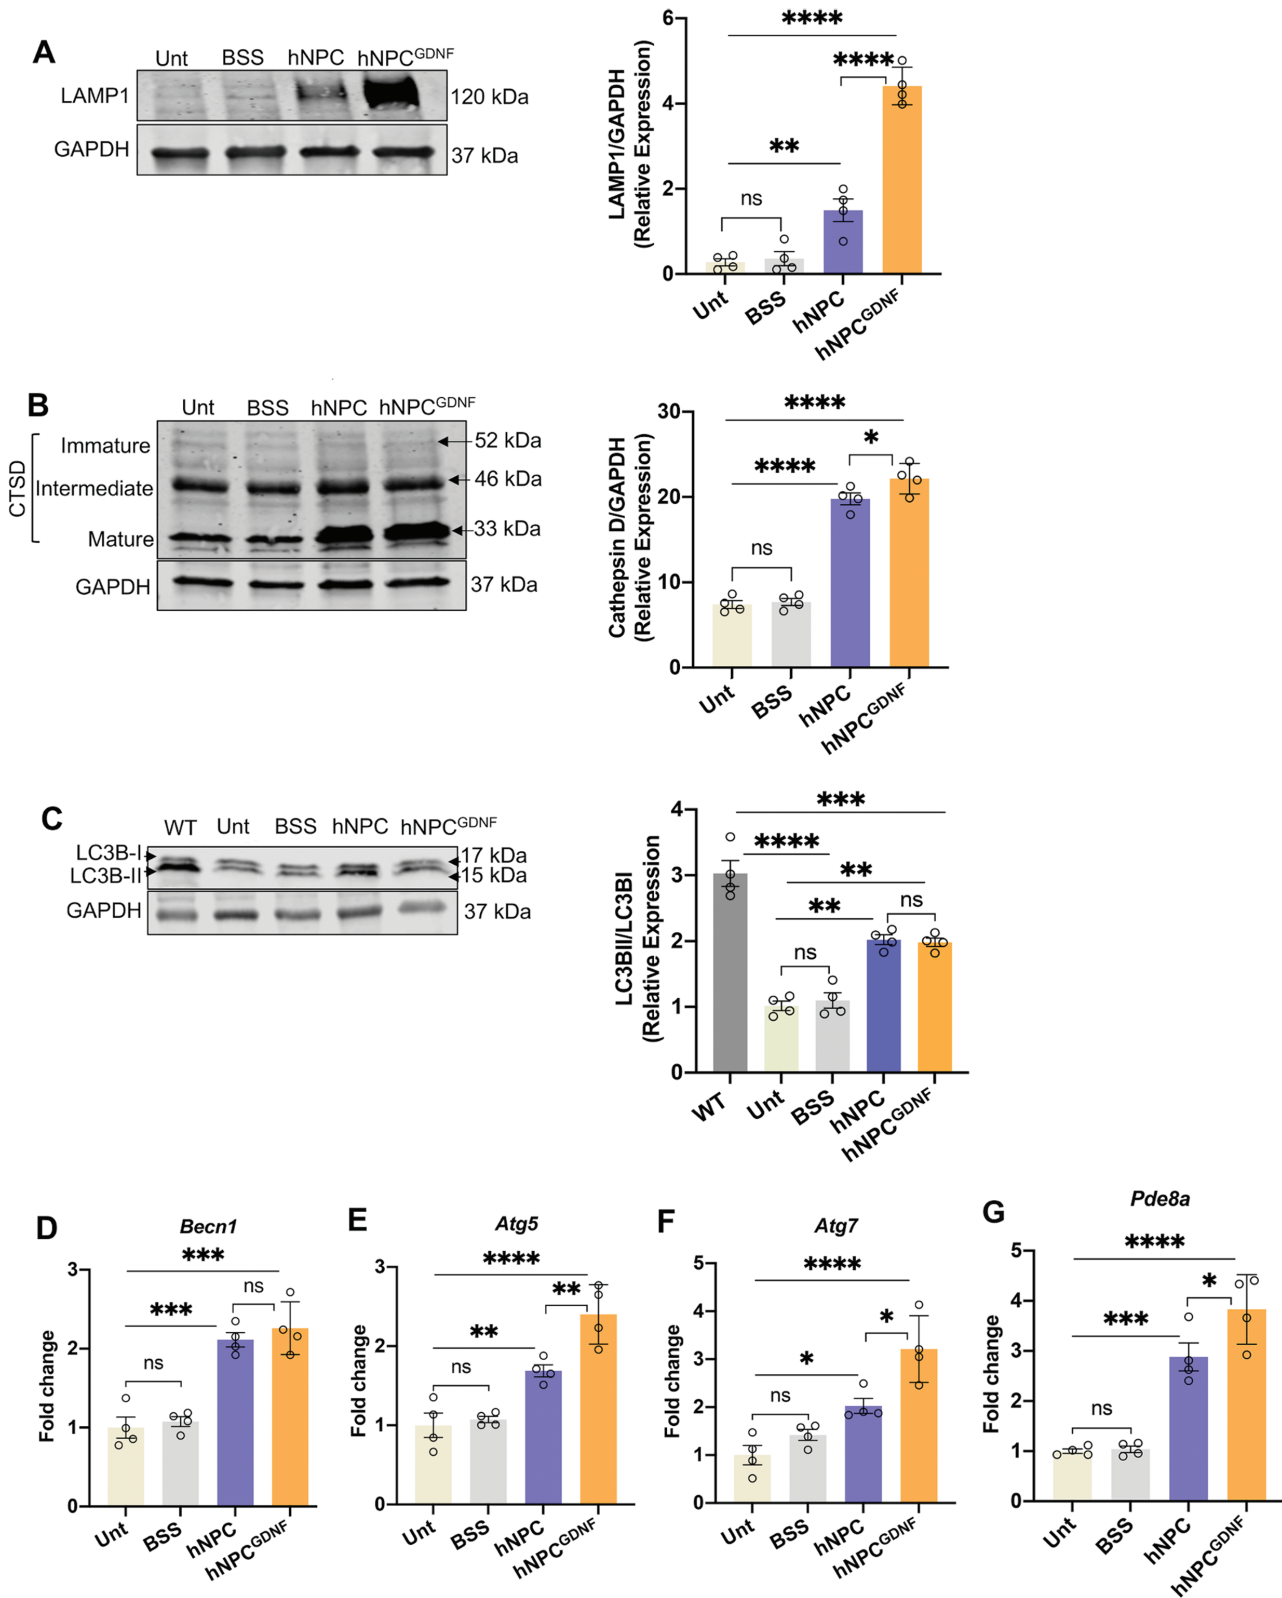 A
Unt BSS hNPC hNPCGDNF
LAMP1
120 kDa
GAPDH
37 kDa
LAMP1/GAPDH
(Relative Expression)
6
4
2
0
****
****
**
ns
Unt
BSS
hNPC
hNPCGDNF
B
Unt BSS hNPC hNPCGDNF
CTSD
Immature
52 kDa
Intermediate
46 kDa
Mature
33 kDa
GAPDH
37 kDa
Cathepsin D/GAPDH
(Relative Expression)
30
20
10
0
****
*
****
ns
Unt
BSS
hNPC
hNPCGDNF
C
WT Unt BSS hNPC hNPCGDNF
LC3B-I
17 kDa
LC3B-II
15 kDa
GAPDH
37 kDa
LC3BII/LC3BI
(Relative Expression
4
3
2
1
0
***
****
**
**
ns
ns
WT
Unt
BSS
hNPC
hNPCGDNF
D
Becn1
Fold change
3
2
1
0
***
ns
***
ns
Unt
BSS
hNPC
hNPCGDNF
E
Atg5
Fold change
3
2
1
0
****
**
**
ns
Unt
BSS
hNPC
hNPCGDNF
F
Atg7
Fold change
5
4
3
2
1
0
****
*
*
ns
Unt
BSS
hNPC
hNPCGDNF
G
Pde8a
Fold change
5
4
3
2
1
0
****
*
***
ns
Unt
BSS
hNPC
hNPCGDNF